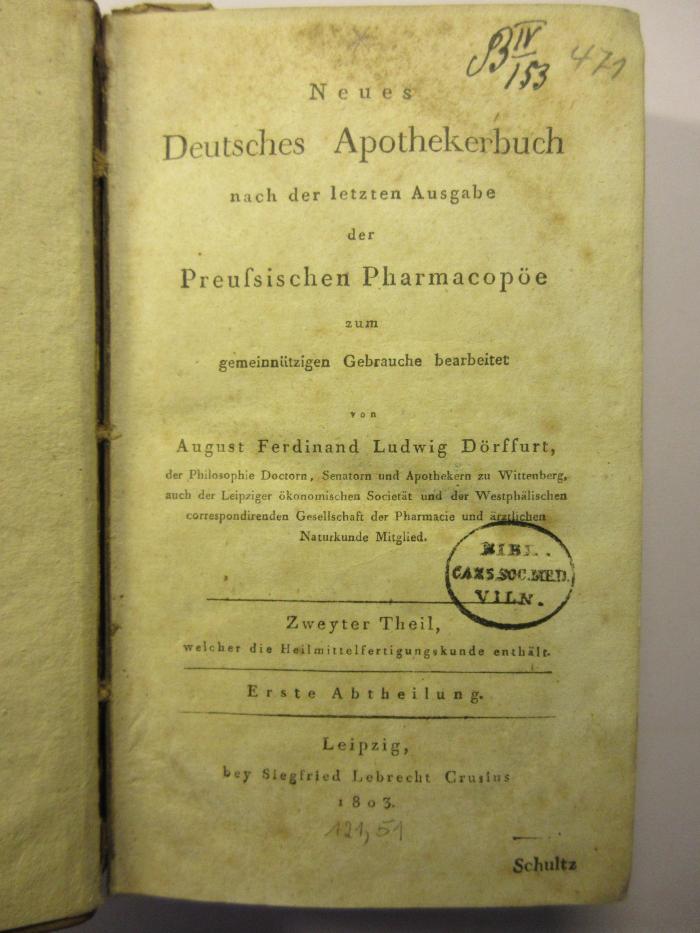 IV
153
471
Neues
Deutsches Apothekerbuch
nach der letzten Ausgabe
der
Preuſsischen Pharmacopöe
zum
gemeinnützigen Gebrauche bearbeitet
von
August Ferdinand Ludwig Dörffurt,
der Philosophie Doctorn, Senatorn und Apothekern zu Wittenberg,
auch der Leipziger ökonomischen Societät und der Westphälischen
correspondirenden Gesellschaft der Pharmacie und ärztlichen
Naturkunde Mitglied.
BIBL.
CAES.SOC.MED.
VILN.
Zweyter Theil,
welcher die Heilmittelfertigungskunde enthält.
Erste Abtheilung.
Leipzig,
bey Siegfried Lebrecht Crusius
1803.
121,51
Schultz